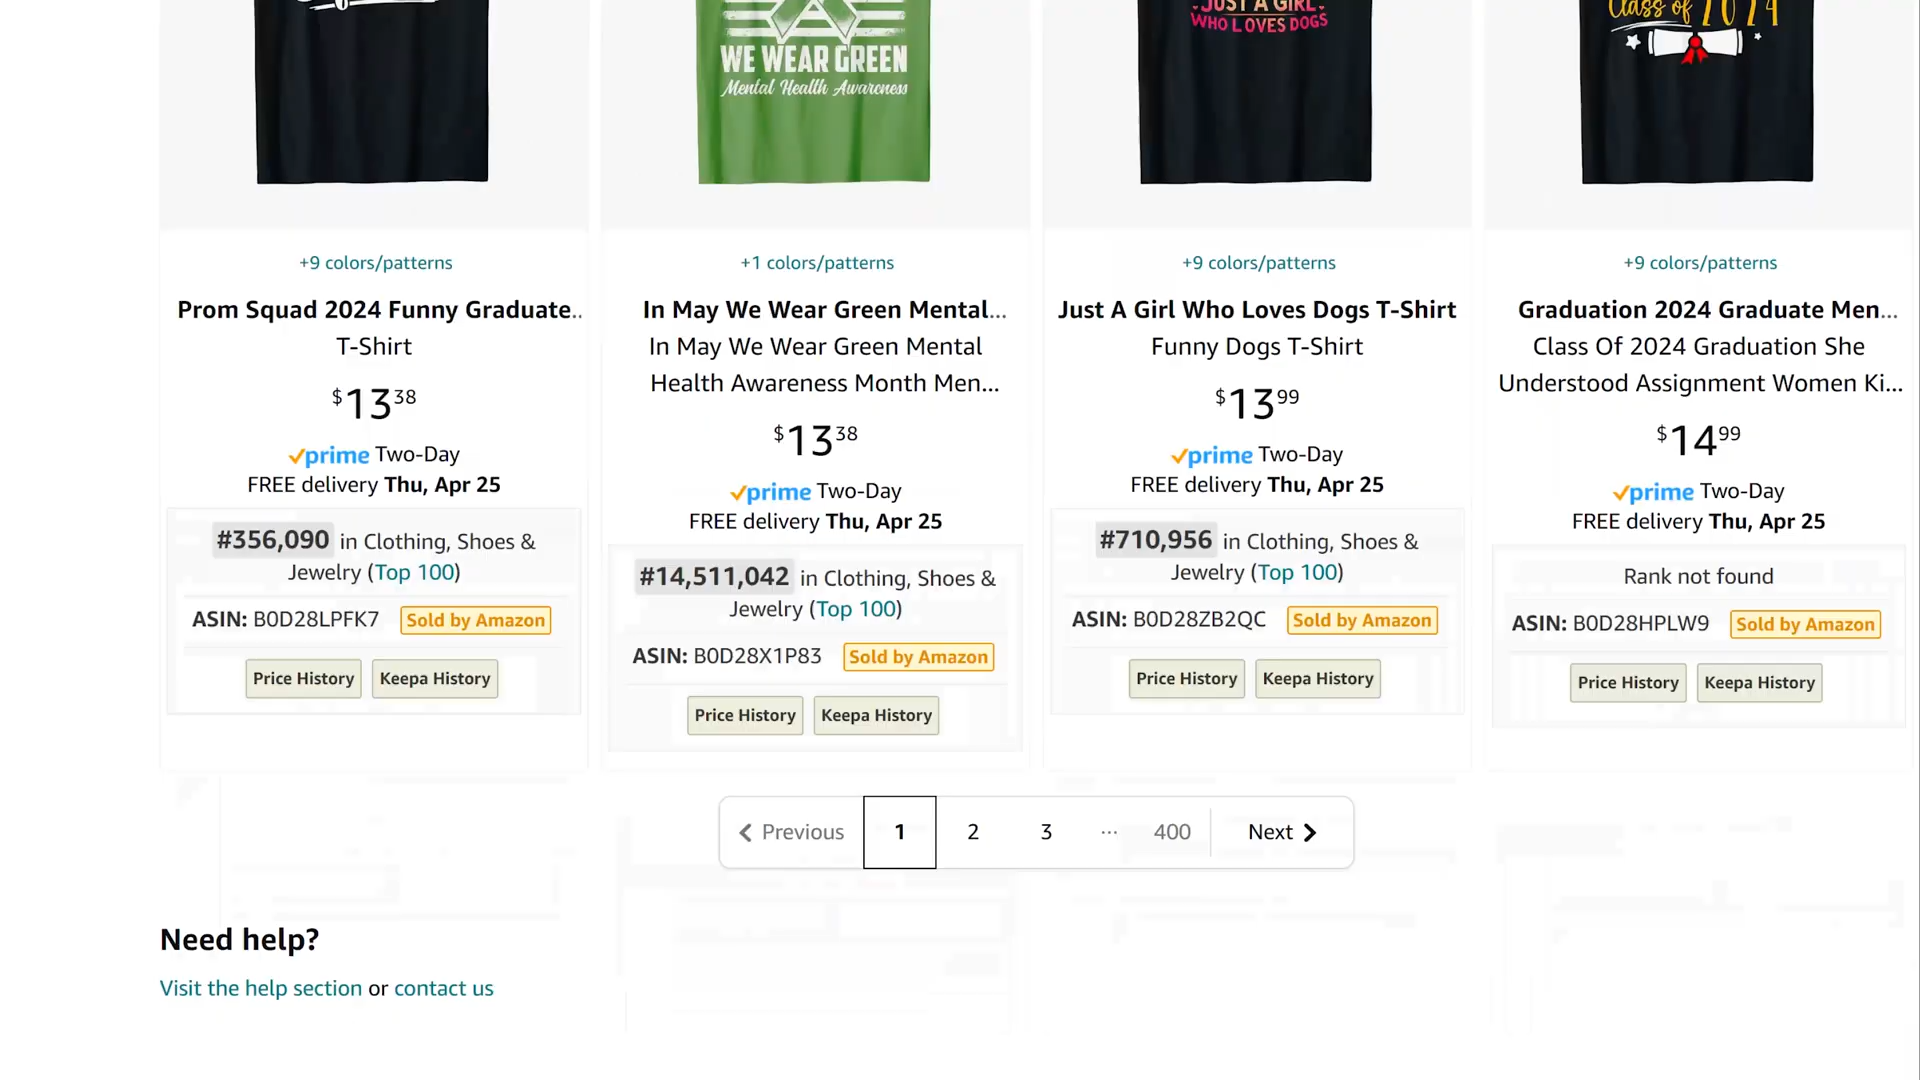 WE WEAR GREEN
Mental Health Awareness
JUST A GIRL
WHO LOVES DOGS
Class of 2024
+9 colors/patterns
Prom Squad 2024 Funny Graduate..
T-Shirt
$13.38
prime Two-Day
FREE delivery Thu, Apr 25
#356,090 in Clothing, Shoes &
Jewelry (Top 100)
ASIN: B0D28LPFK7 Sold by Amazon
Price History Keepa History
+1 colors/patterns
In May We Wear Green Mental...
In May We Wear Green Mental
Health Awareness Month Men...
$13.38
prime Two-Day
FREE delivery Thu, Apr 25
#14,511,042 in Clothing, Shoes &
Jewelry (Top 100)
ASIN: B0D28X1P83 Sold by Amazon
Price History Keepa History
+9 colors/patterns
Just A Girl Who Loves Dogs T-Shirt
Funny Dogs T-Shirt
$13.99
prime Two-Day
FREE delivery Thu, Apr 25
#710,956 in Clothing, Shoes &
Jewelry (Top 100)
ASIN: B0D28ZB2QC Sold by Amazon
Price History Keepa History
+9 colors/patterns
Graduation 2024 Graduate Men...
Class Of 2024 Graduation She
Understood Assignment Women Ki...
$14.99
prime Two-Day
FREE delivery Thu, Apr 25
Rank not found
ASIN: B0D28HPLW9 Sold by Amazon
Price History Keepa History
Previous 1 2 3 ... 400 Next
Need help?
Visit the help section or contact us